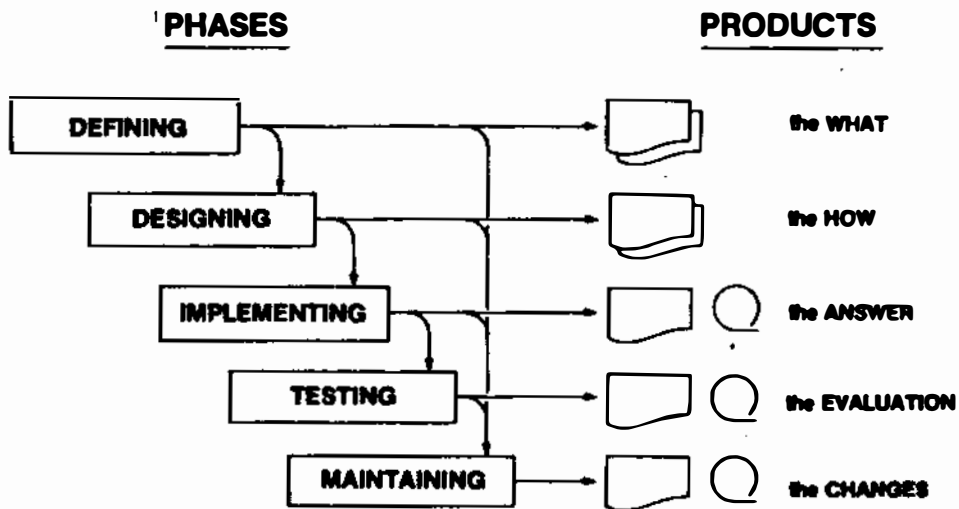 PHASES PRODUCTS
DEFINING the WHAT
DESIGNING the HOW
IMPLEMENTING the ANSWER
TESTING the EVALUATION
MAINTAINING the CHANGES